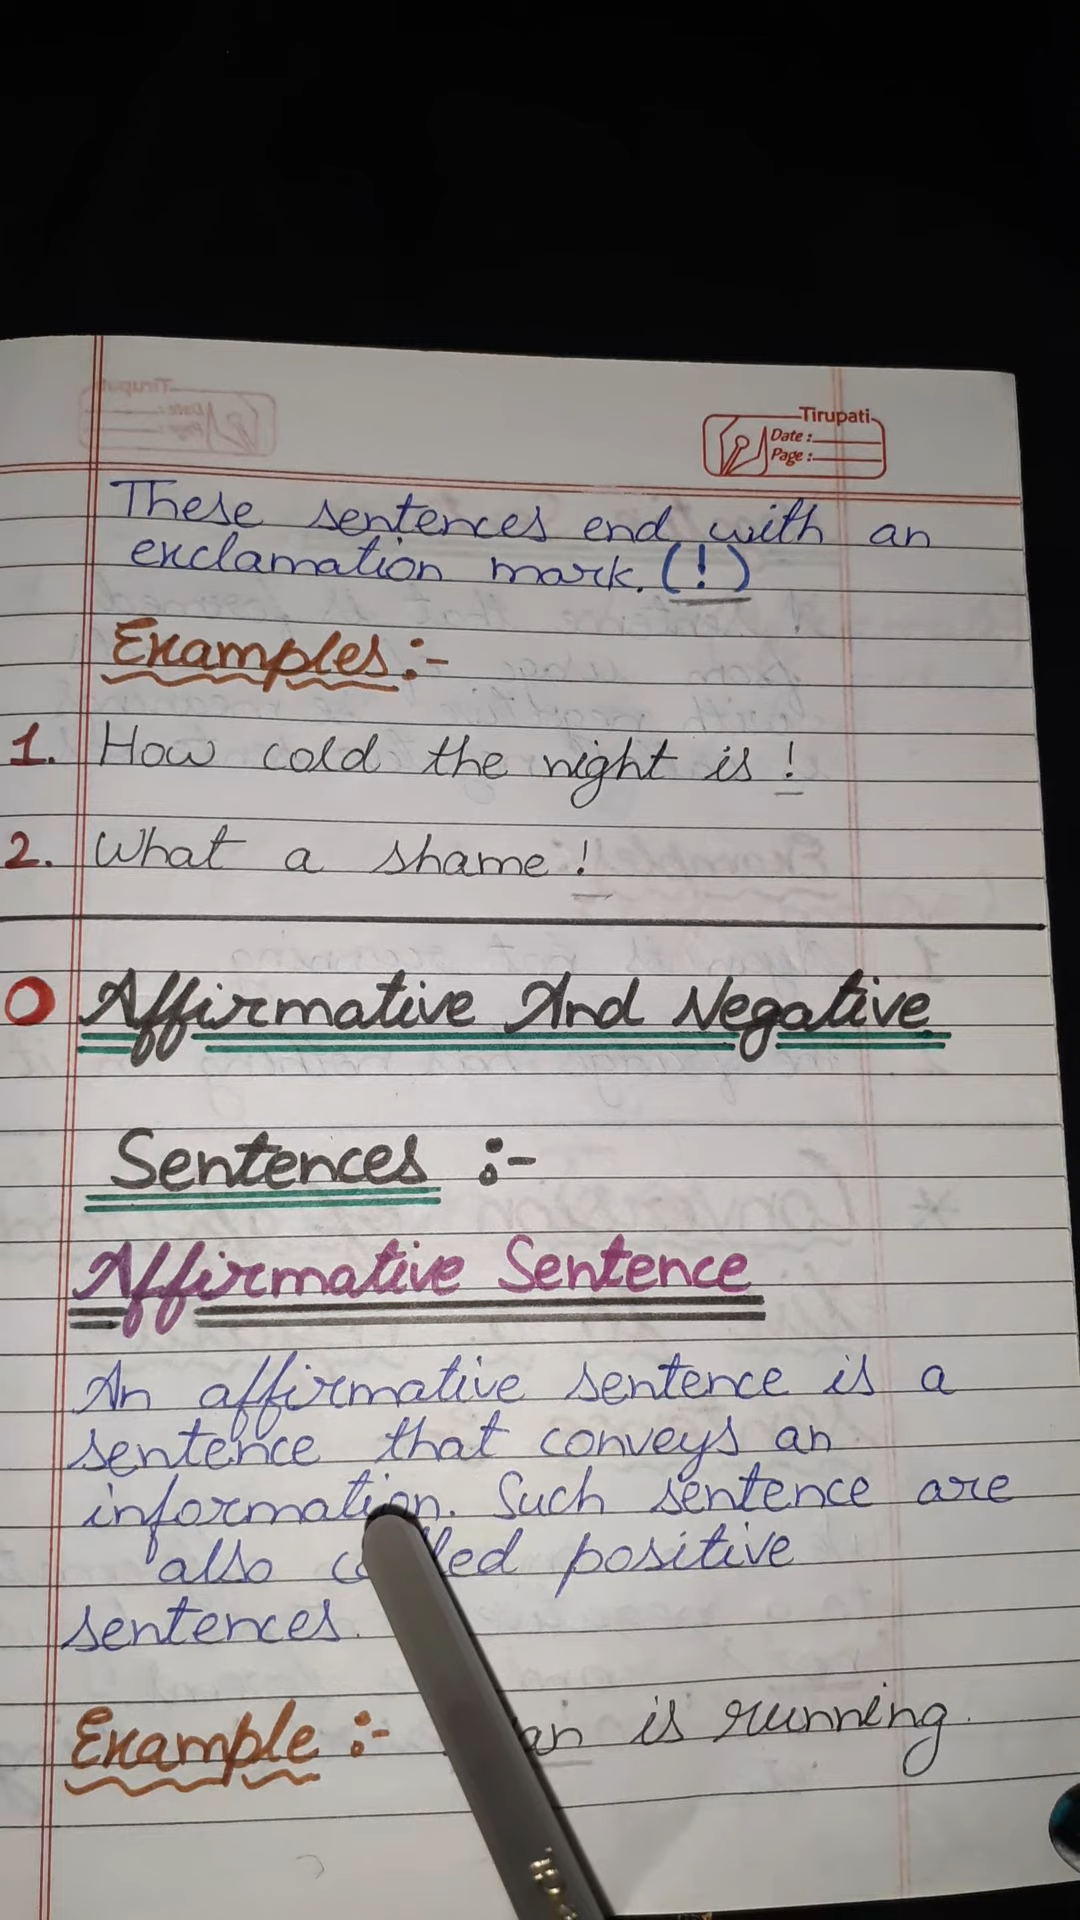 Tirupati
Date :
Page :
These sentences end with an
exclamation mark. (!)
Examples :-
1. How cold the night is !
2. What a shame !
Affirmative And Negative
Sentences :-
Affirmative Sentence
An affirmative sentence is a
sentence that conveys an
information. Such sentence are
also positive
sentences.
Example :- is running.